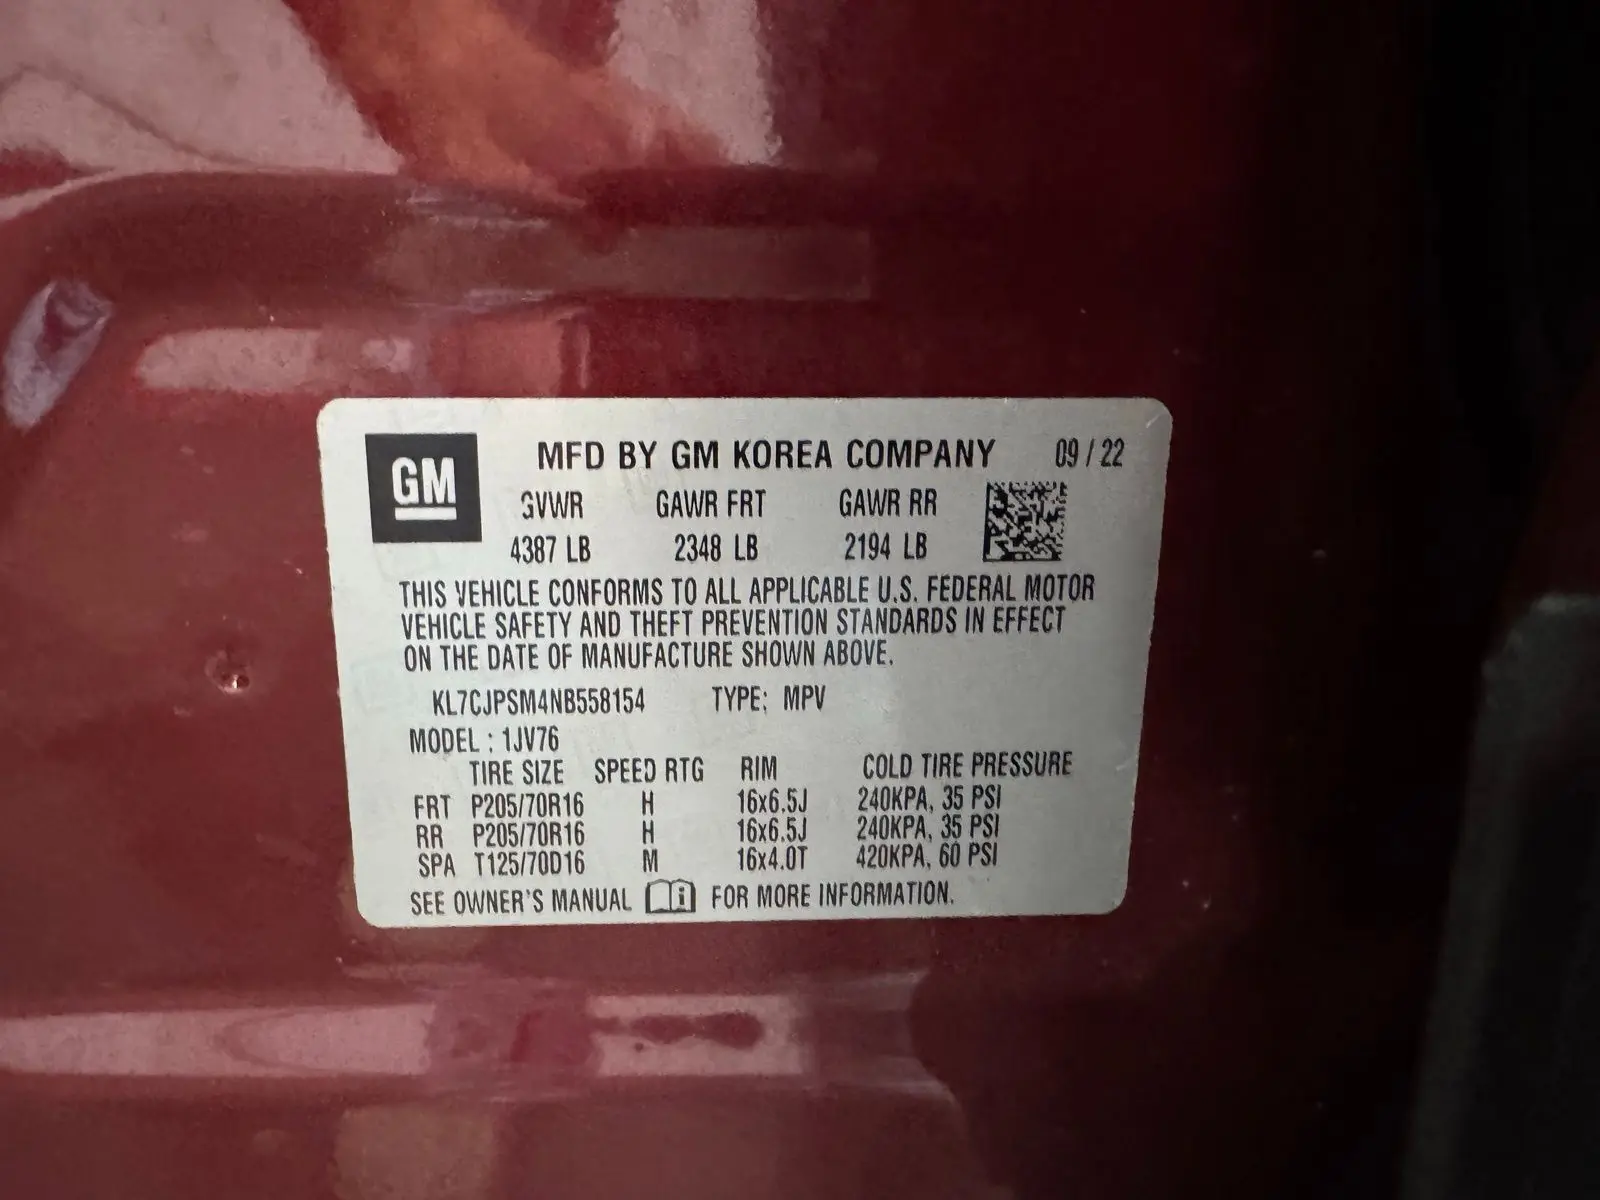 GM
MFD BY GM KOREA COMPANY 09 / 22
GVWR GAWR FRT GAWR RR
4387 LB 2348 LB 2194 LB
THIS VEHICLE CONFORMS TO ALL APPLICABLE U.S. FEDERAL MOTOR
VEHICLE SAFETY AND THEFT PREVENTION STANDARDS IN EFFECT
ON THE DATE OF MANUFACTURE SHOWN ABOVE.
KL7CJPSM4NB558154 TYPE: MPV
MODEL : 1JV76
TIRE SIZE SPEED RTG RIM COLD TIRE PRESSURE
FRT P205/70R16 H 16x6.5J 240KPA, 35 PSI
RR P205/70R16 H 16x6.5J 240KPA, 35 PSI
SPA T125/70D16 M 16x4.0T 420KPA, 60 PSI
SEE OWNER'S MANUAL i FOR MORE INFORMATION.